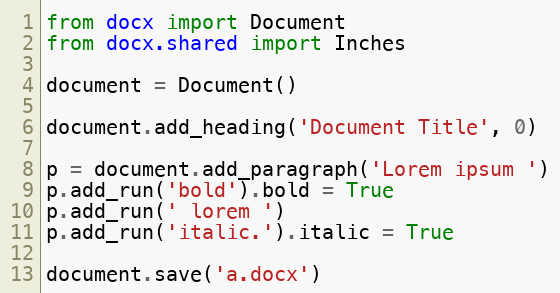 1 from docx import Document
2 from docx.shared import Inches
3
4 document = Document()
5
6 document.add_heading('Document Title', 0)
7
8 p = document.add_paragraph('Lorem ipsum ')
9 p.add_run('bold').bold = True
10 p.add_run(' lorem ')
11 p.add_run('italic.').italic = True
12
13 document.save('a.docx')